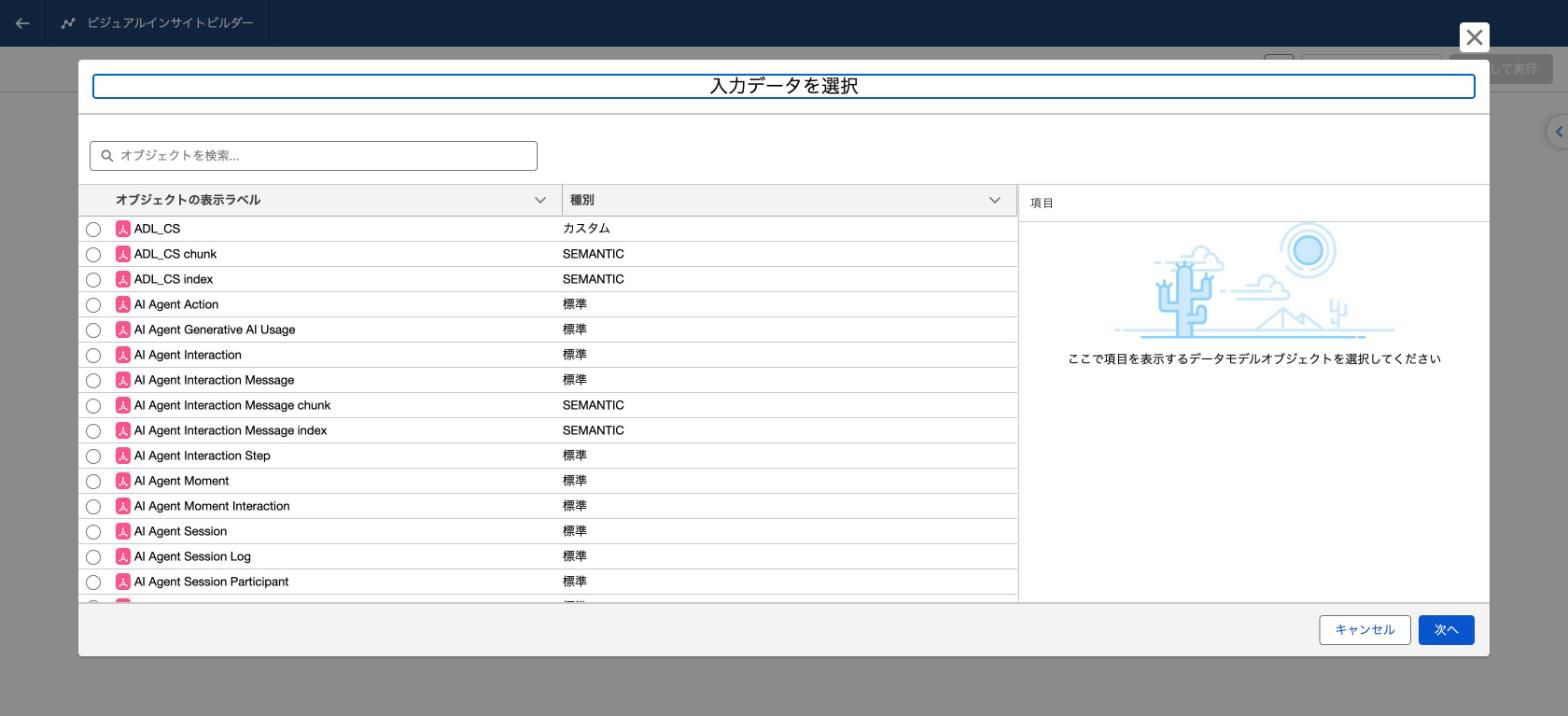 ビジュアルインサイトビルダー
して実行
入力データを選択
オブジェクトを検索...
オブジェクトの表示ラベル 種別
項目
ADL_CS カスタム
ADL_CS chunk SEMANTIC
ADL_CS index SEMANTIC
AI Agent Action 標準
AI Agent Generative AI Usage 標準
AI Agent Interaction 標準
AI Agent Interaction Message 標準
AI Agent Interaction Message chunk SEMANTIC
AI Agent Interaction Message index SEMANTIC
AI Agent Interaction Step 標準
AI Agent Moment 標準
AI Agent Moment Interaction 標準
AI Agent Session 標準
AI Agent Session Log 標準
AI Agent Session Participant 標準
ここで項目を表示するデータモデルオブジェクトを選択してください
キャンセル 次へ